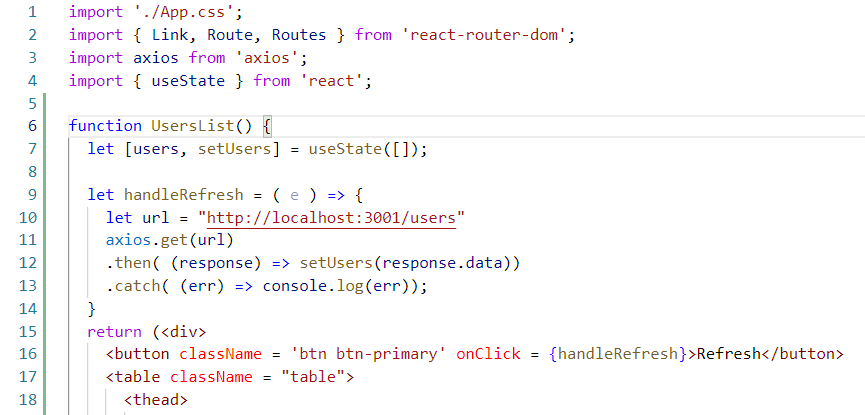 1 import './App.css';
2 import { Link, Route, Routes } from 'react-router-dom';
3 import axios from 'axios';
4 import { useState } from 'react';
5
6 function UsersList() {
7 let [users, setUsers] = useState([]);
8
9 let handleRefresh = ( e ) => {
10 let url = "http://localhost:3001/users"
11 axios.get(url)
12 .then( (response) => setUsers(response.data))
13 .catch( (err) => console.log(err));
14 }
15 return (<div>
16 <button className = 'btn btn-primary' onClick = {handleRefresh}>Refresh</button>
17 <table className = "table">
18 <thead>